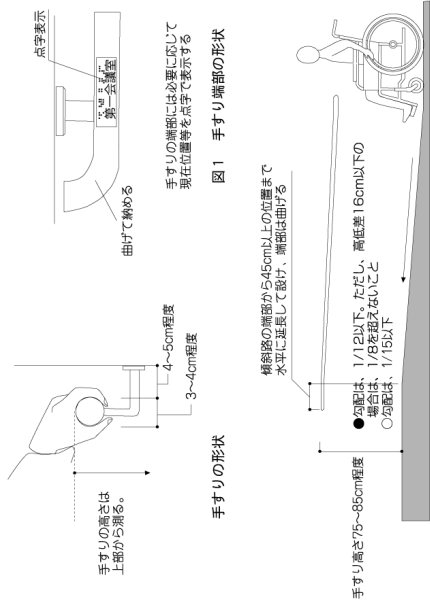 手すりの高さは
上部から測る。
4〜5cm程度
3〜4cm程度
手すりの形状
点字表示
第一会議室
曲げて納める
手すりの端部には必要に応じて
現在位置等を点字で表示する
図１　手すり端部の形状
傾斜路の端部から45cm以上の位置まで
水平に延長して設け、端部は曲げる
手すり高さ75〜85cm程度
●勾配は、1/12以下。ただし、高低差16cm以下の
場合は、1/8を超えないこと
○勾配は、1/15以下